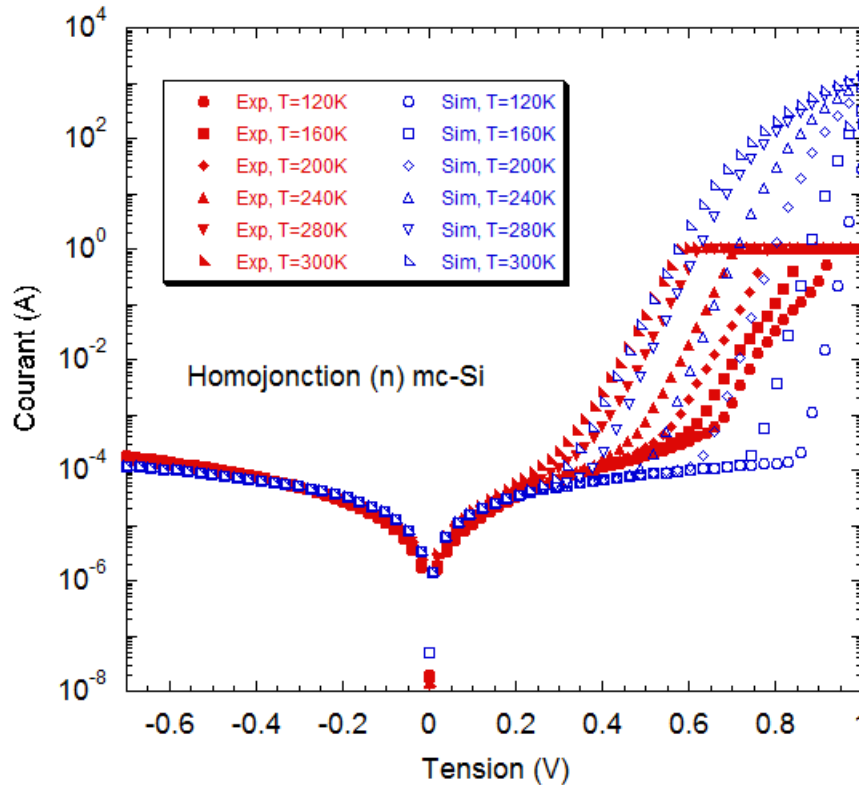 10^4
10^2
10^0
10^-2
10^-4
10^-6
10^-8
Courant (A)
Exp, T=120K Sim, T=120K
Exp, T=160K Sim, T=160K
Exp, T=200K Sim, T=200K
Exp, T=240K Sim, T=240K
Exp, T=280K Sim, T=280K
Exp, T=300K Sim, T=300K
Homojonction (n) mc-Si
-0.6 -0.4 -0.2 0 0.2 0.4 0.6 0.8 1
Tension (V)